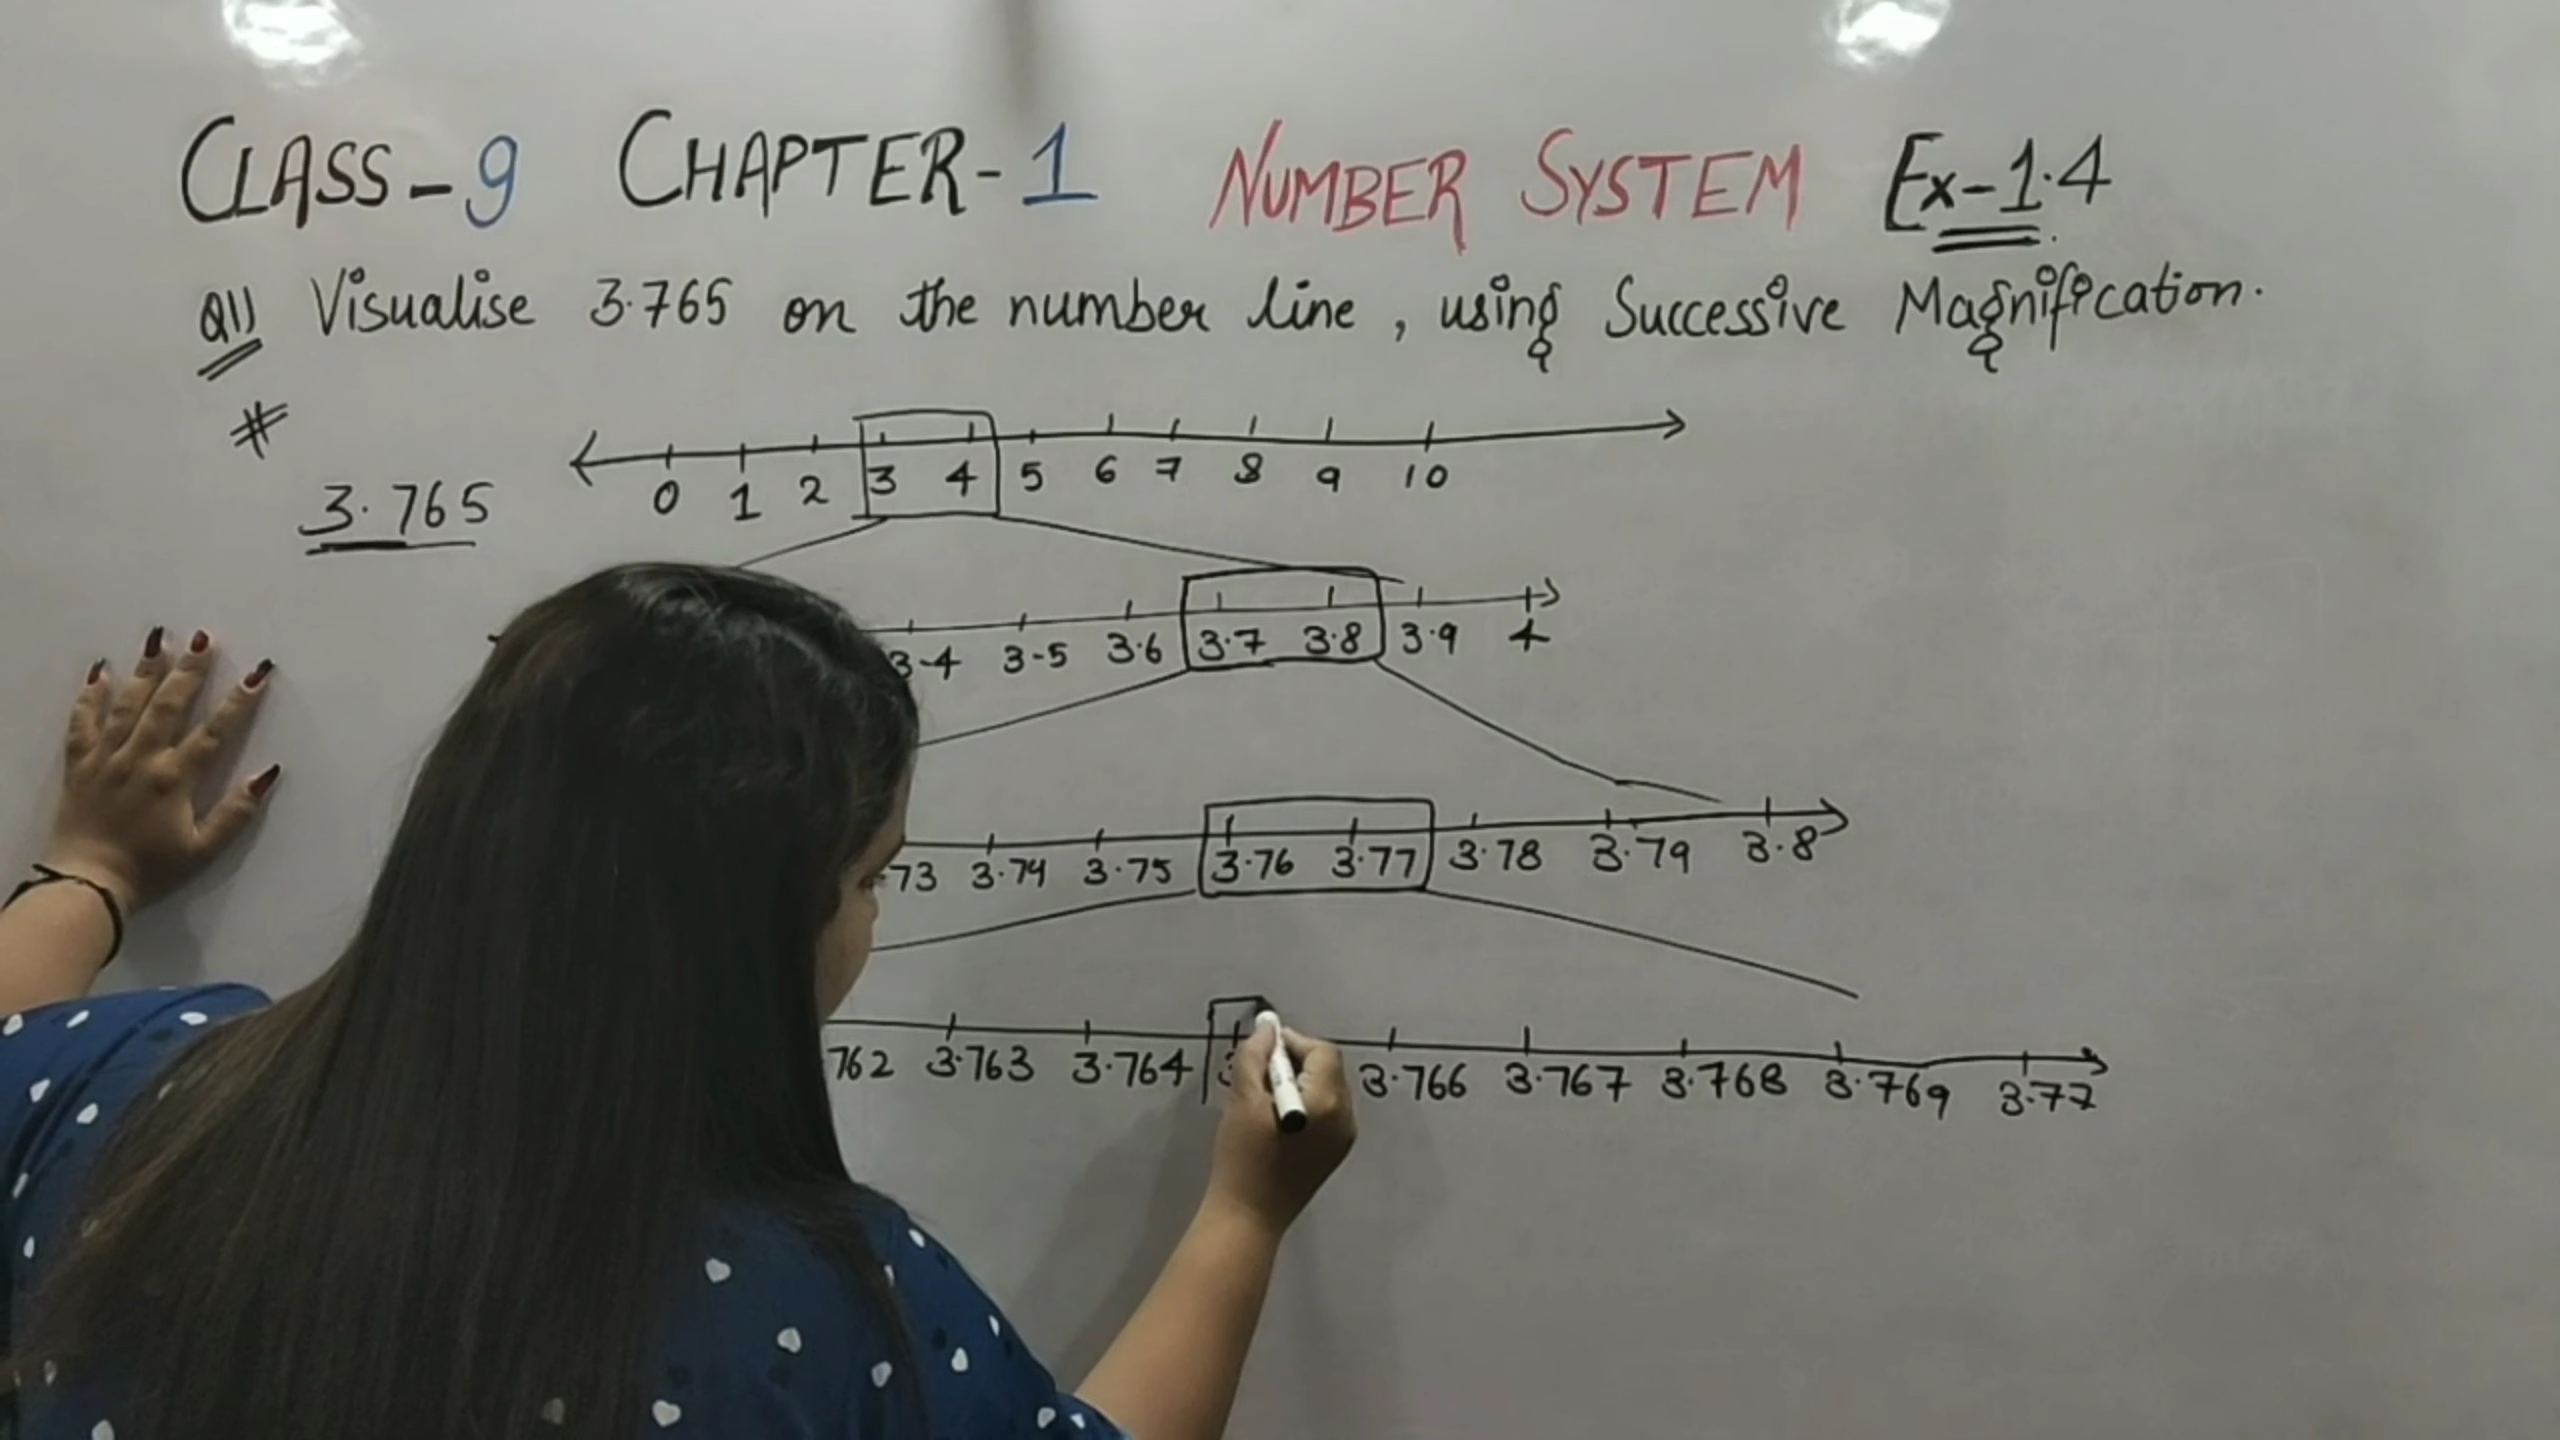 CLASS-9 CHAPTER-1 NUMBER SYSTEM Ex-1.4
Q1) Visualise 3.765 on the number line, using Successive Magnification.
#
3.765
0 1 2 3 4 5 6 7 8 9 10
3-4 3-5 3.6 3.7 3.8 3.9 4
73 3.74 3.75 3.76 3.77 3.78 3.79 3.8
762 3.763 3.764 3.766 3.767 3.768 3.769 3.77